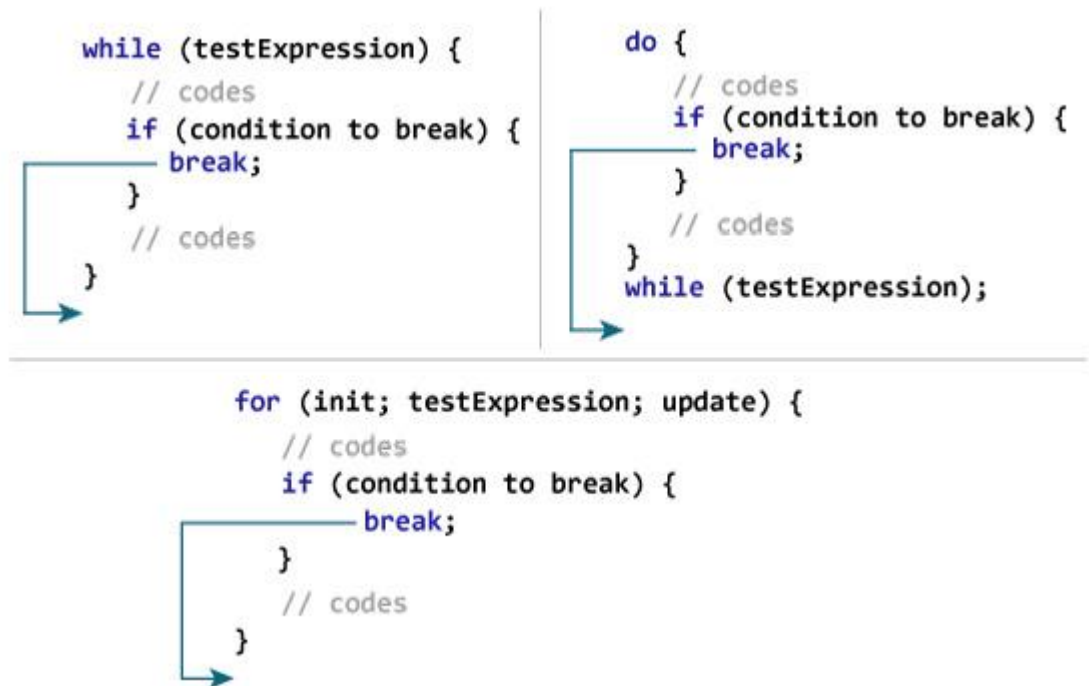 while (testExpression) {
// codes
if (condition to break) {
break;
}
// codes
}
do {
// codes
if (condition to break) {
break;
}
// codes
}
while (testExpression);
for (init; testExpression; update) {
// codes
if (condition to break) {
break;
}
// codes
}